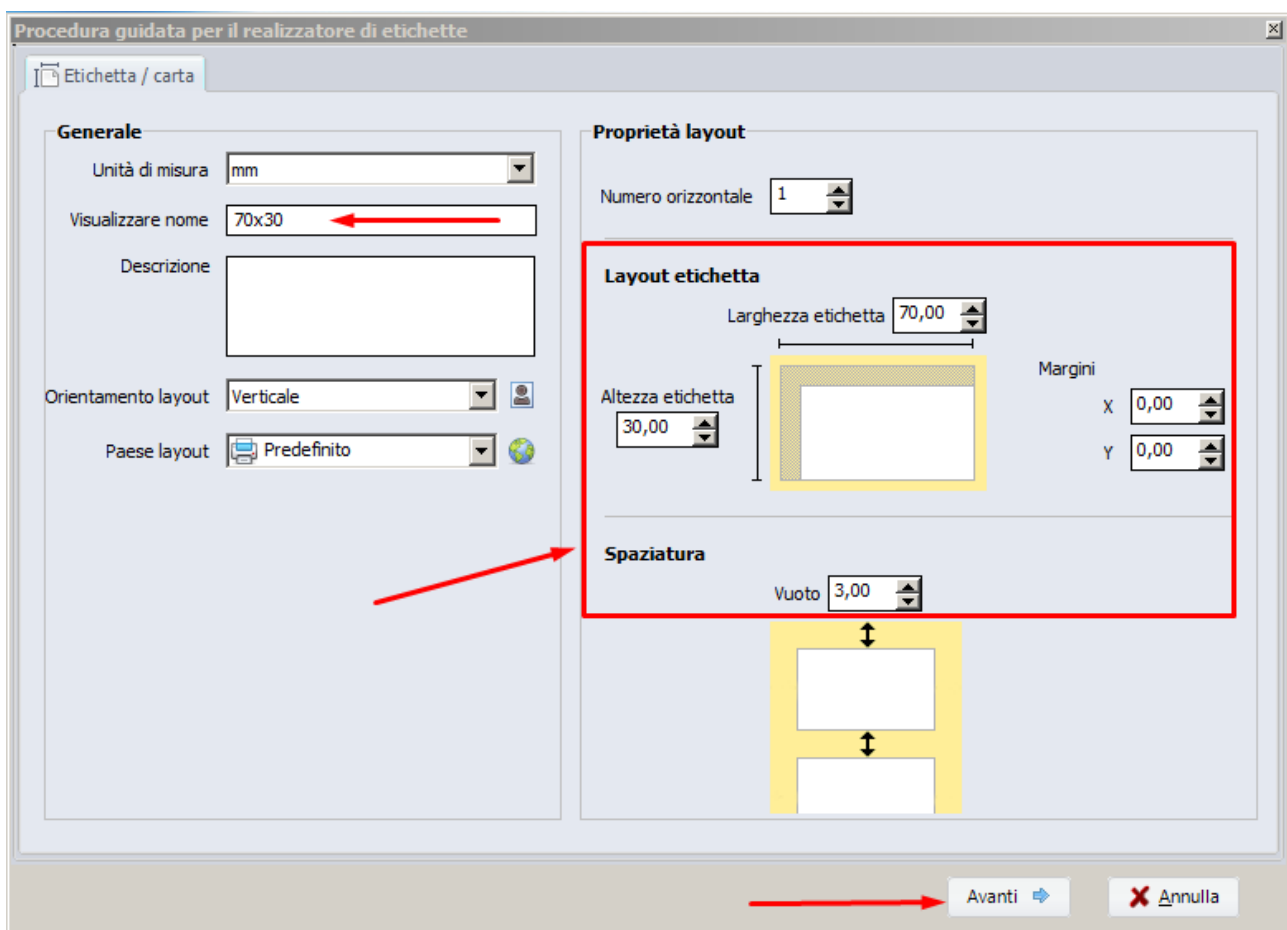 Procedura guidata per il realizzatore di etichette
Etichetta / carta
Generale
Unità di misura mm
Visualizzare nome 70x30
Descrizione
Orientamento layout Verticale
Paese layout Predefinito
Proprietà layout
Numero orizzontale 1
Layout etichetta
Larghezza etichetta 70,00
Altezza etichetta
30,00
Margini
X 0,00
Y 0,00
Spaziatura
Vuoto 3,00
Avanti
Annulla